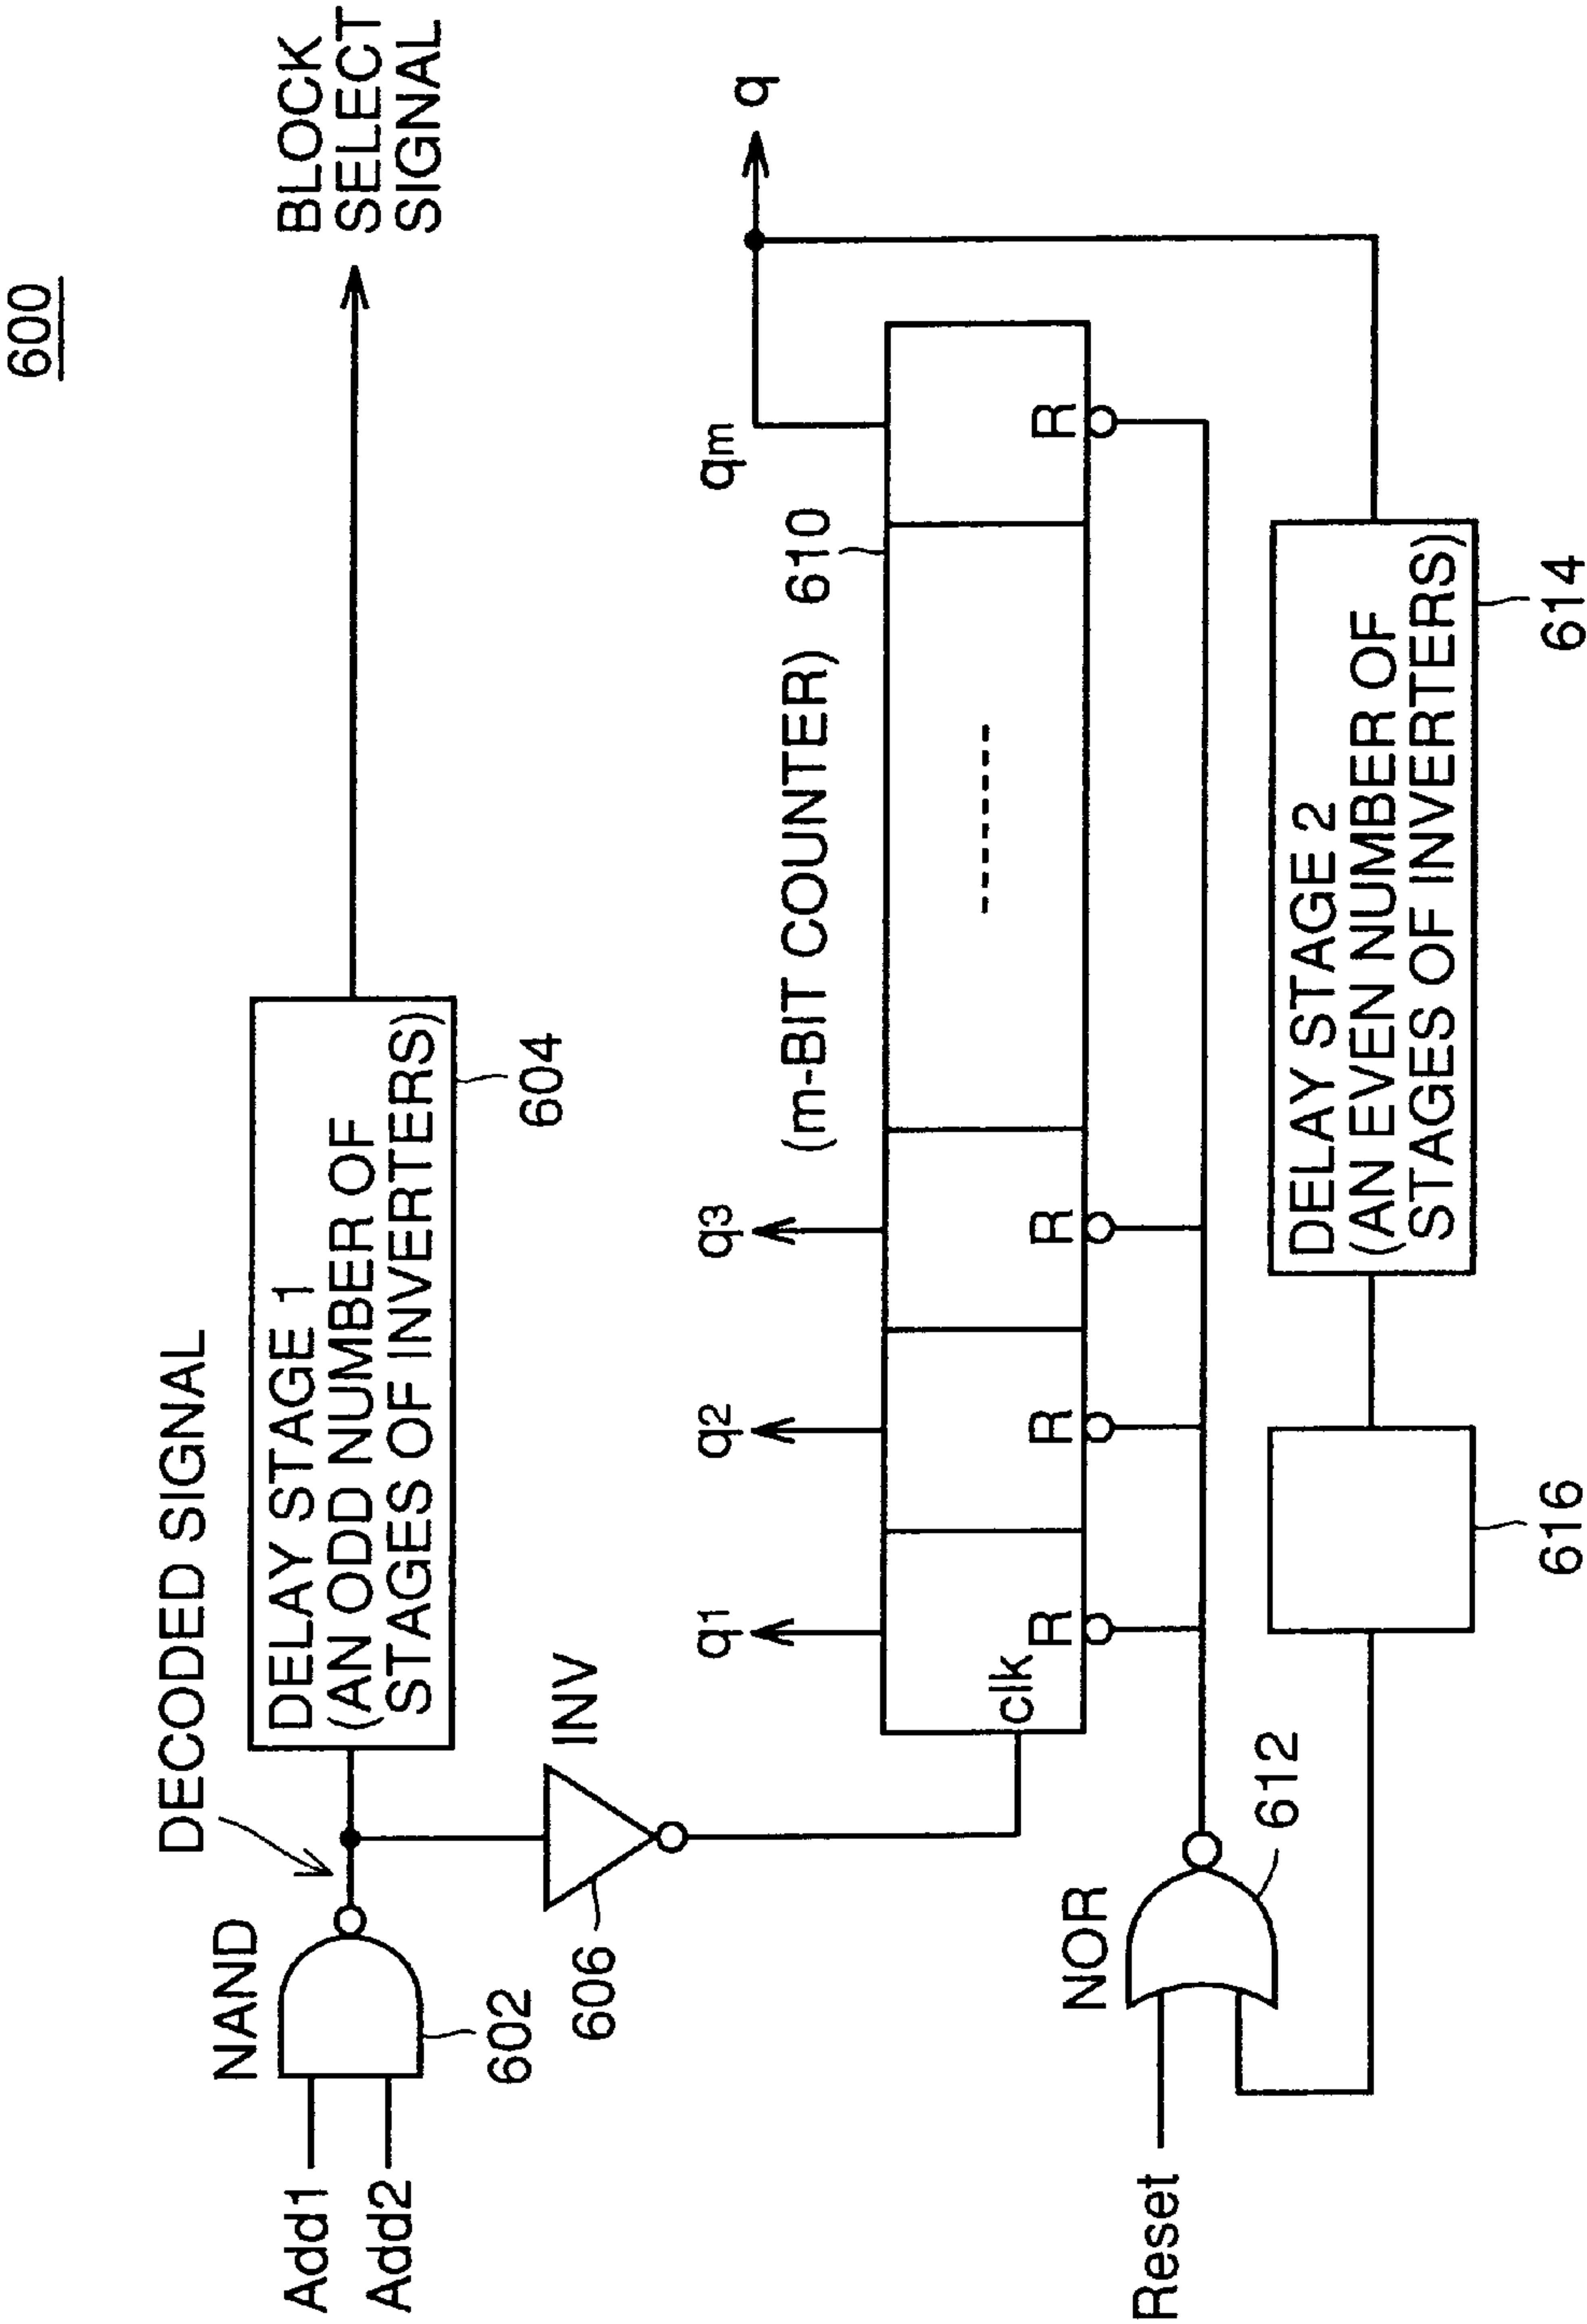 600
DECODED SIGNAL
NAND
Add1
Add2
602
DELAY STAGE 1
(AN ODD NUMBER OF
STAGES OF INVERTERS)
604
BLOCK
SELECT
SIGNAL
INV
606
q1
q2
q3
(m-BIT COUNTER) 610
qm
q
clk
R
R
R
R
NOR
Reset
612
616
DELAY STAGE 2
(AN EVEN NUMBER OF
STAGES OF INVERTERS)
614